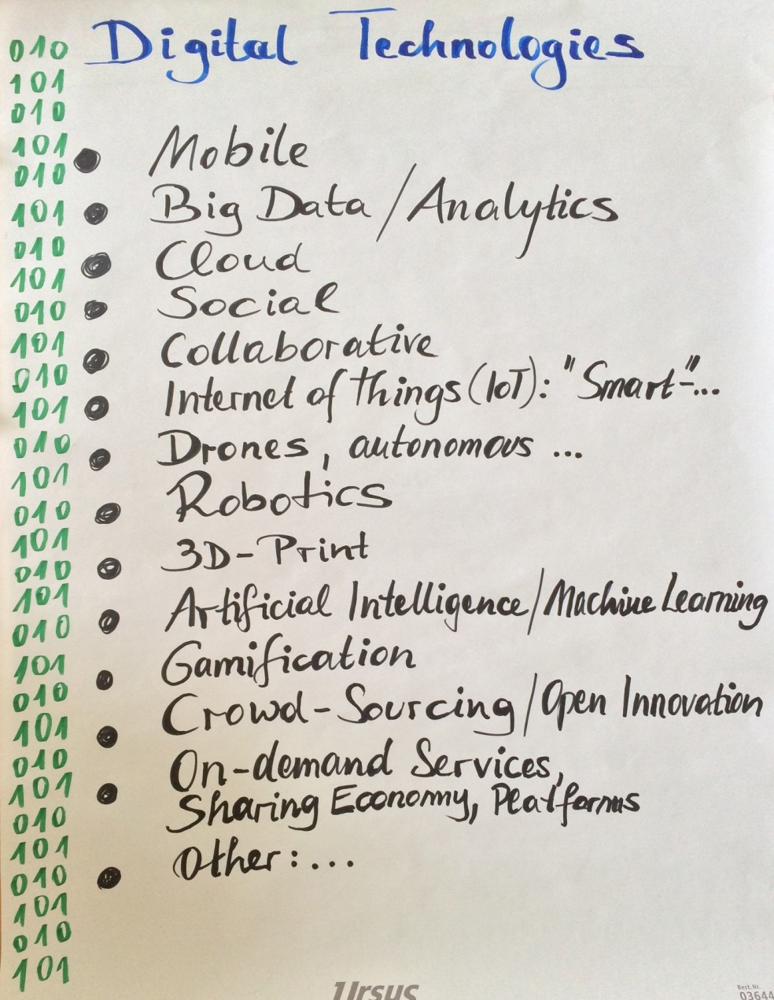 Digital Technologies
010
101
010
101
010
101
010
101
010
101
010
101
010
101
010
101
010
101
010
101
010
101
010
101
010
101
010
101
010
101
• Mobile
• Big Data / Analytics
• Cloud
• Social
• Collaborative
• Internet of Things (IoT): "Smart"-...
• Drones, autonomous ...
• Robotics
• 3D-Print
• Artificial Intelligence / Machine Learning
• Gamification
• Crowd-Sourcing / Open Innovation
• On-demand Services,
Sharing Economy, Platforms
• Other: ...
Ursus
Best.Nr.
03644